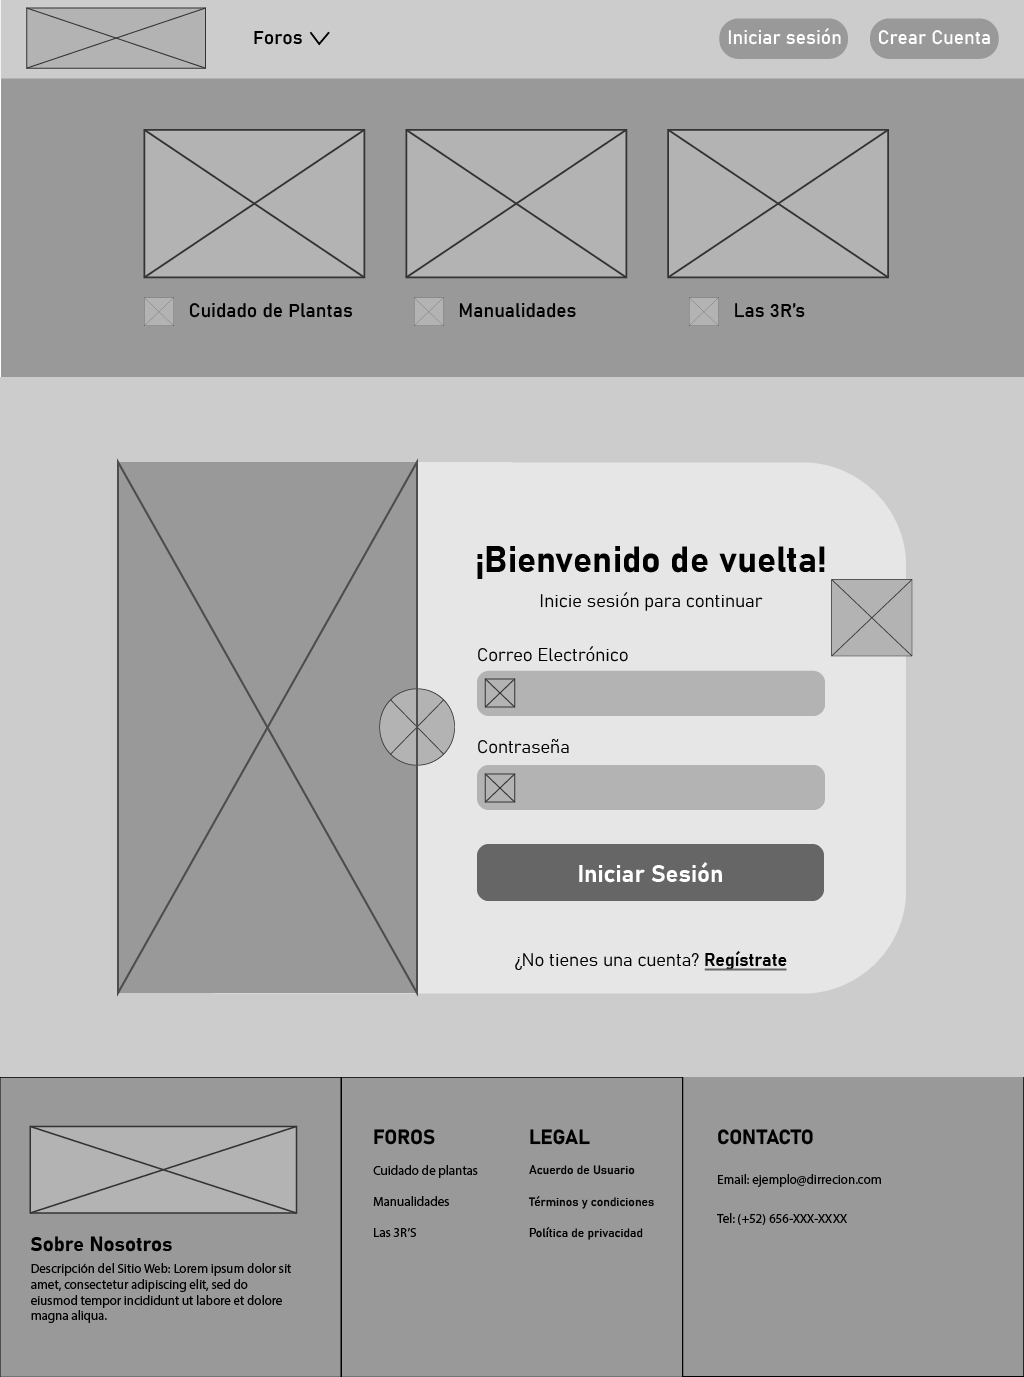 Foros
Iniciar sesión
Crear Cuenta
Cuidado de Plantas
Manualidades
Las 3R's
¡Bienvenido de vuelta!
Inicie sesión para continuar
Correo Electrónico
Contraseña
Iniciar Sesión
¿No tienes una cuenta? Regístrate
Sobre Nosotros
Descripción del Sitio Web: Lorem ipsum dolor sit
amet, consectetur adipiscing elit, sed do
eiusmod tempor incididunt ut labore et dolore
magna aliqua.
FOROS
Cuidado de plantas
Manualidades
Las 3R'S
LEGAL
Acuerdo de Usuario
Términos y condiciones
Política de privacidad
CONTACTO
Email: ejemplo@dirrecion.com
Tel: (+52) 656-XXX-XXXX